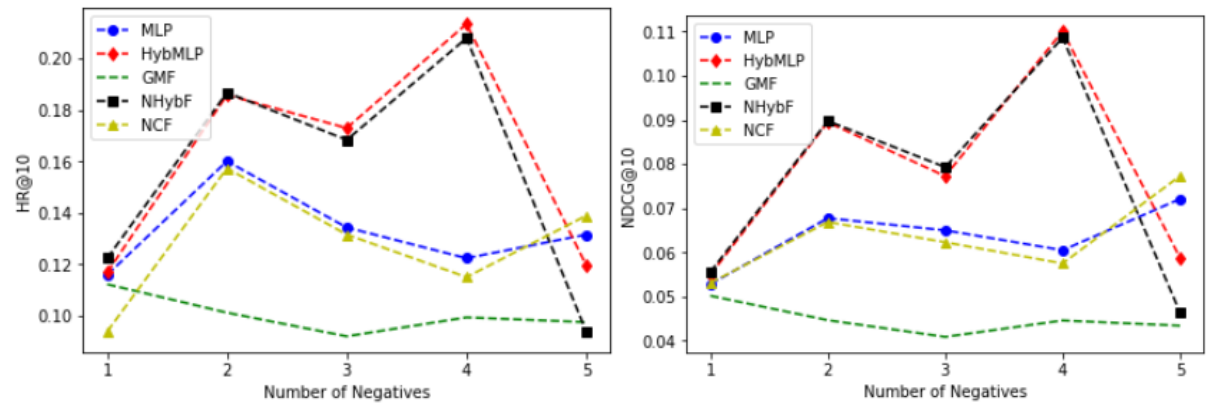 HR@10
0.20
0.18
0.16
0.14
0.12
0.10
MLP
HybMLP
GMF
NHybF
NCF
1 2 3 4 5
Number of Negatives
NDCG@10
0.11
0.10
0.09
0.08
0.07
0.06
0.05
0.04
MLP
HybMLP
GMF
NHybF
NCF
1 2 3 4 5
Number of Negatives